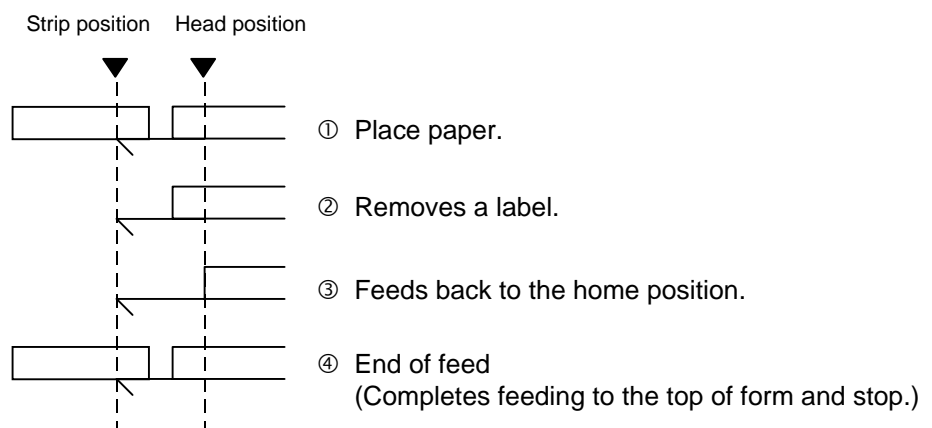 Strip position Head position
① Place paper.
② Removes a label.
③ Feeds back to the home position.
④ End of feed
(Completes feeding to the top of form and stop.)